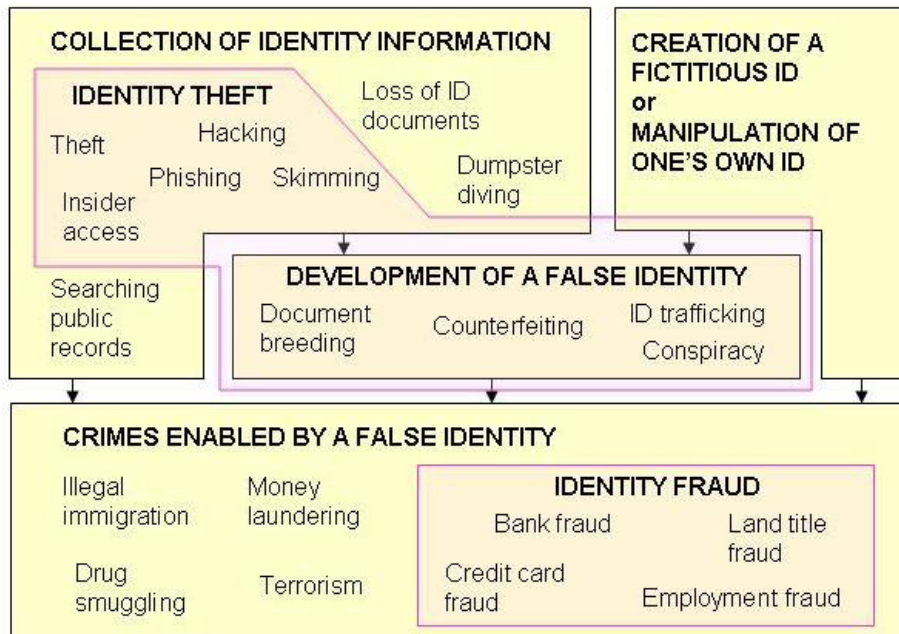 COLLECTION OF IDENTITY INFORMATION
IDENTITY THEFT
Theft
Hacking
Phishing
Skimming
Insider
access
Loss of ID
documents
Dumpster
diving
Searching
public
records
CREATION OF A
FICTITIOUS ID
or
MANIPULATION OF
ONE'S OWN ID
DEVELOPMENT OF A FALSE IDENTITY
Document
breeding
Counterfeiting
ID trafficking
Conspiracy
CRIMES ENABLED BY A FALSE IDENTITY
Illegal
immigration
Money
laundering
Drug
smuggling
Terrorism
IDENTITY FRAUD
Bank fraud
Land title
fraud
Credit card
fraud
Employment fraud